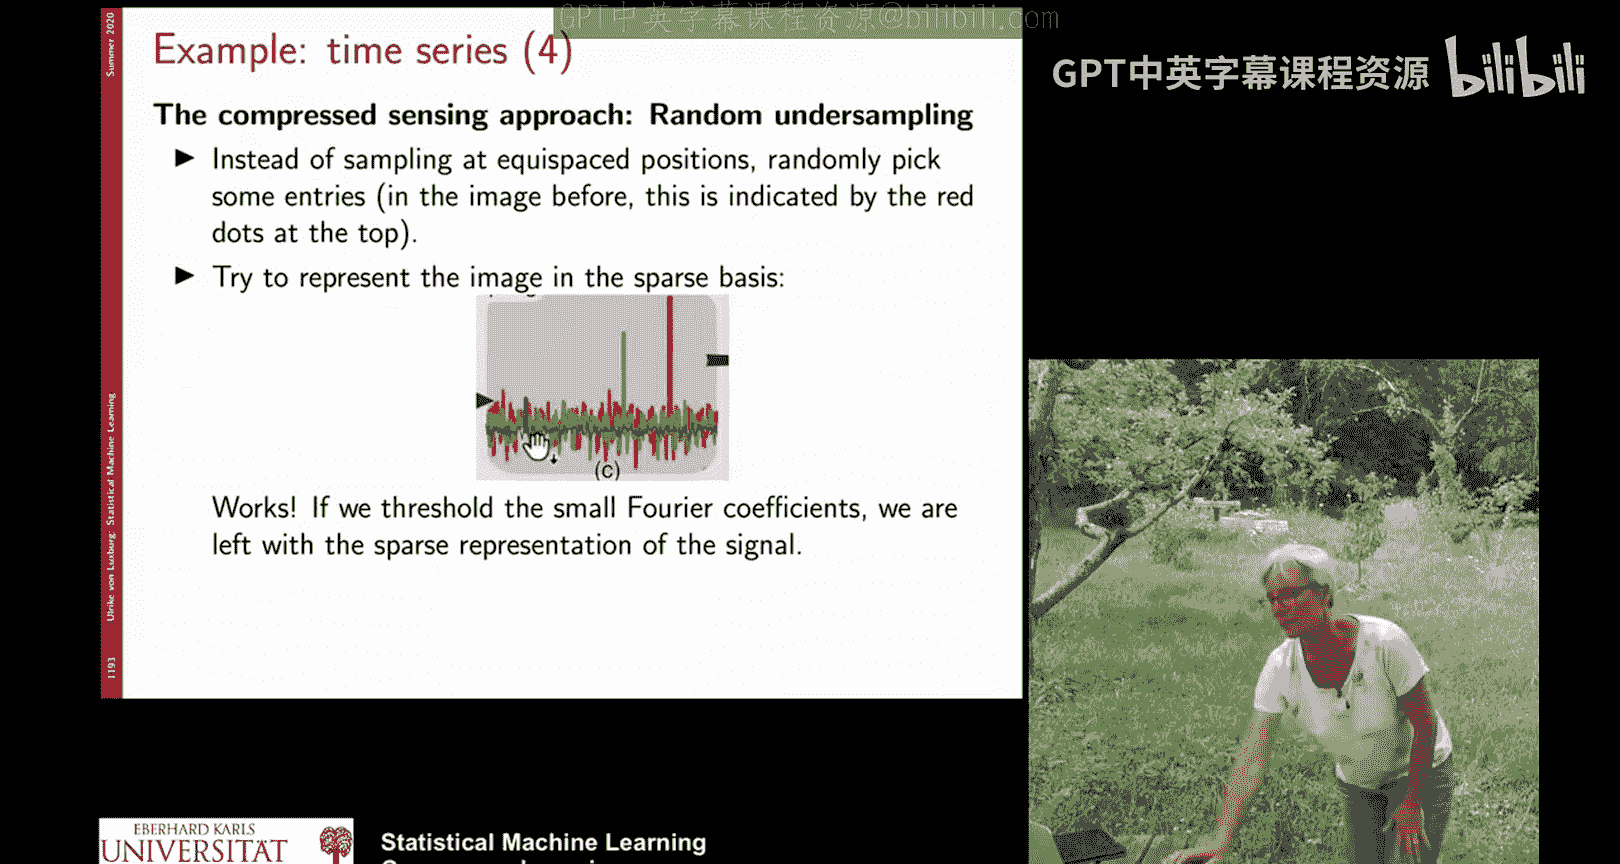 GPT中英字幕课程资源@bilibili.com
GPT中英字幕课程资源 bilibili
Summer 2020
Example: time series (4)
The compressed sensing approach: Random undersampling
Instead of sampling at equispaced positions, randomly pick
some entries (in the image before, this is indicated by the red
dots at the top).
Try to represent the image in the sparse basis:
(c)
Works! If we threshold the small Fourier coefficients, we are
left with the sparse representation of the signal.
Ulrike von Luxburg: Statistical Machine Learning
1193
EBERHARD KARLS
UNIVERSITÄT
Statistical Machine Learning